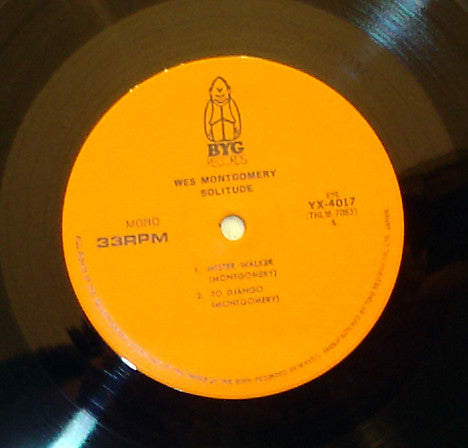 BYG
RECORDS
WES MONTGOMERY
SOLITUDE
MONO
33RPM
BYG
YX-4017
(THLM 70831
A
1. MISTER WALKER
(MONTGOMERY)
2. TO DJANGO
(MONTGOMERY)